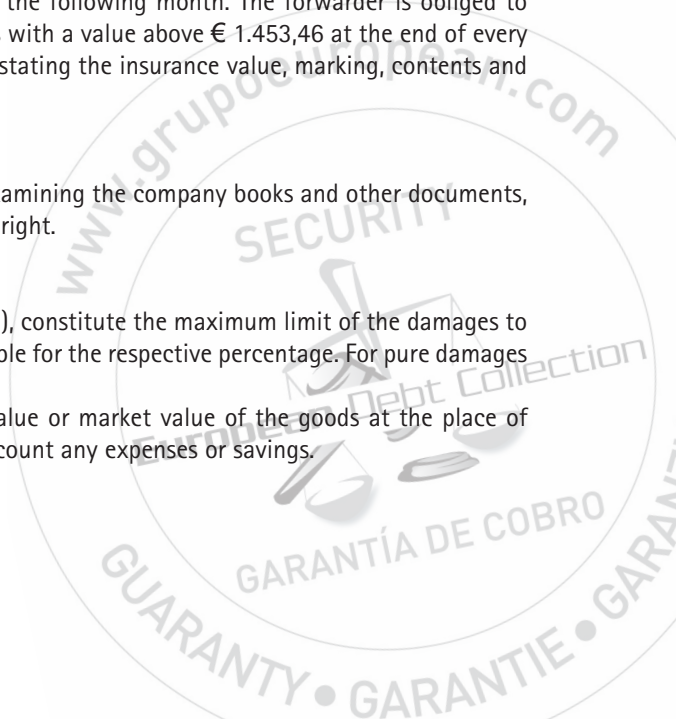 the following month. The forwarder is obliged to
with a value above € 1.453,46 at the end of every
stating the insurance value, marking, contents and
www.grupoeuropean.com
amining the company books and other documents,
right.
SECURITY
), constitute the maximum limit of the damages to
ble for the respective percentage. For pure damages
European Debt Collection
alue or market value of the goods at the place of
count any expenses or savings.
GARANTÍA DE COBRO
GUARANTY • GARANTIE • GARANTI